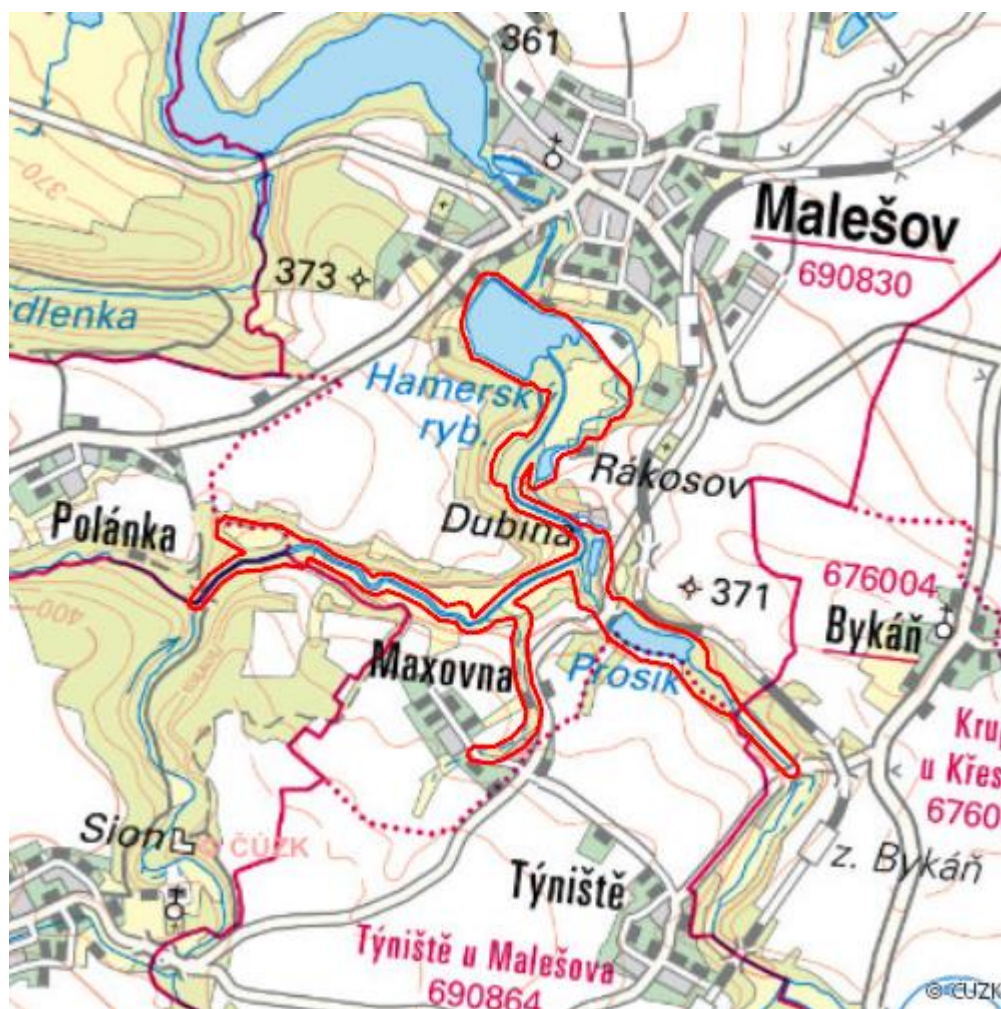 361
370
Malešov
690830
373
dlenka
Hamerský
ryb.
Rákosov
Polánka
Dubina
371
676004
Bykáň
400
Maxovna
Prosík
Kru
u Křes
6760
Sion
© ČÚZK
z. Bykáň
Týniště
Týniště u Malešova
690864
© ČÚZK